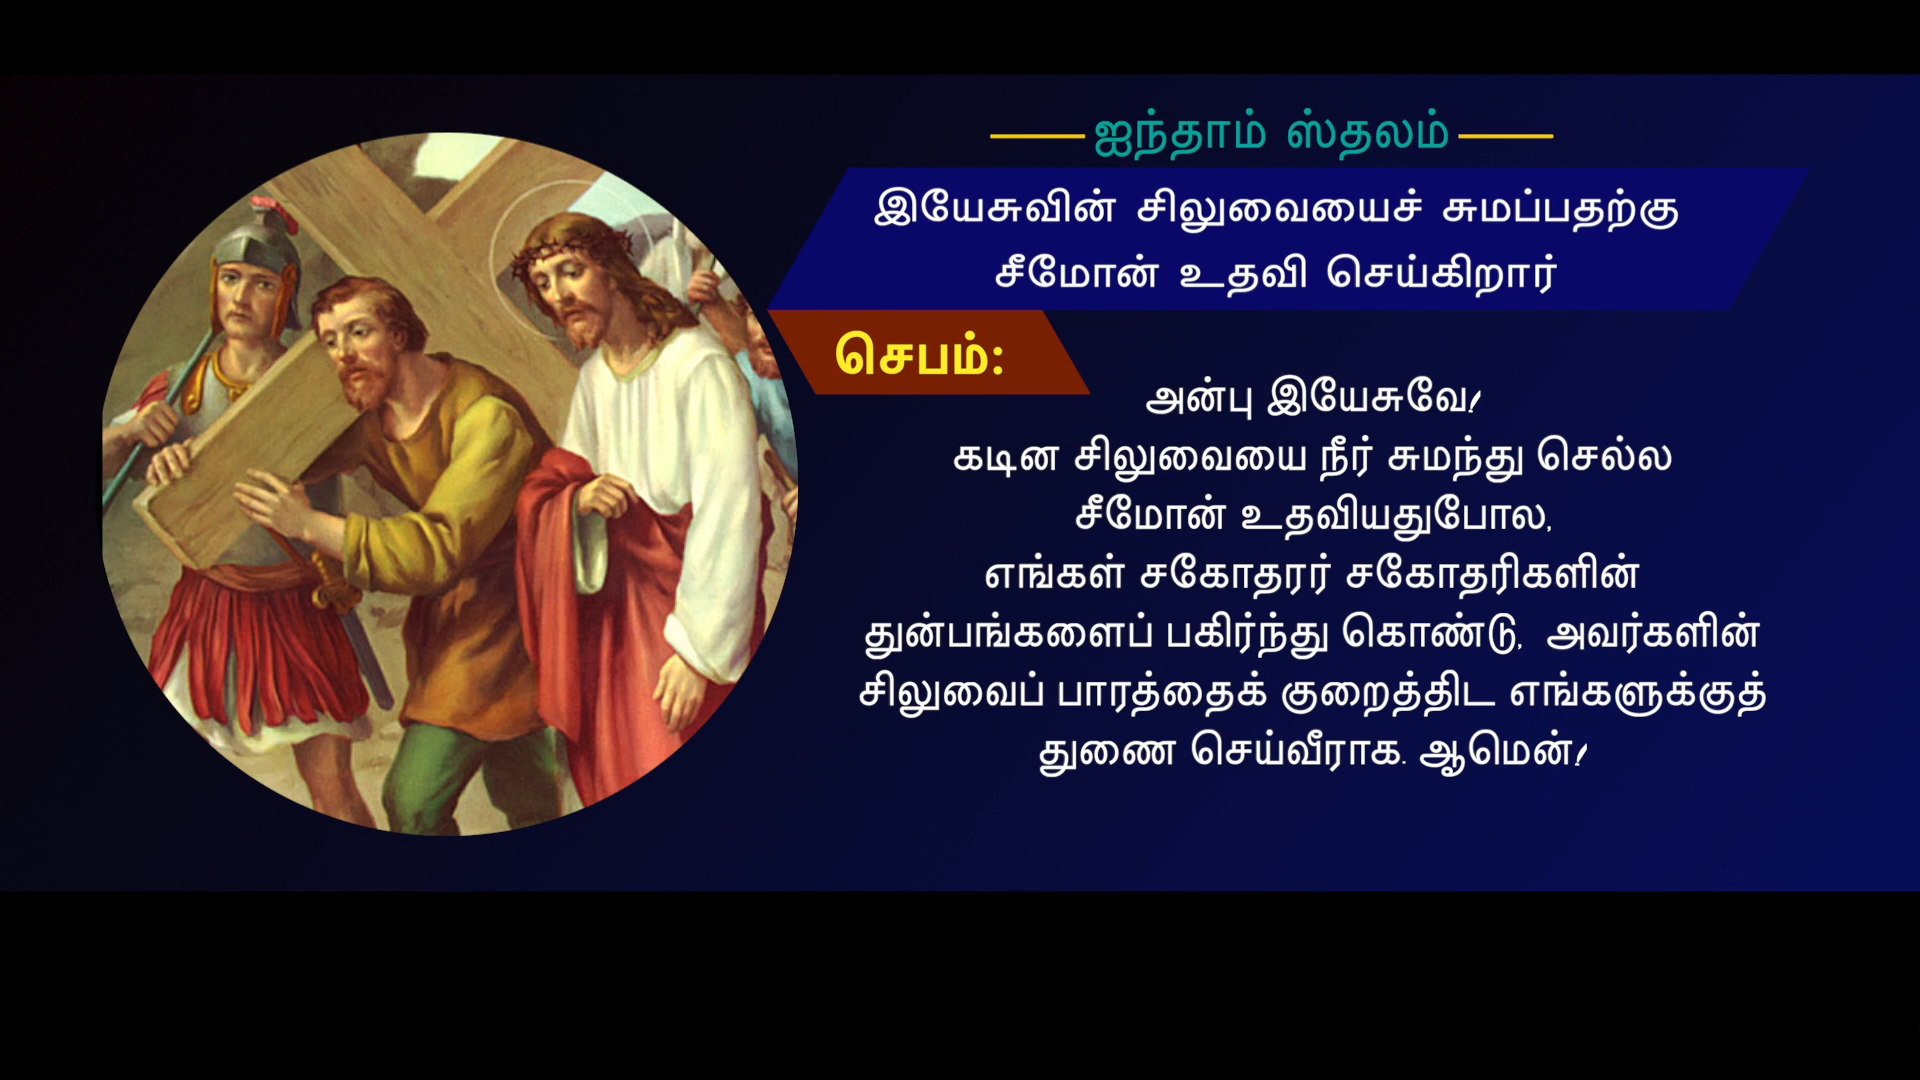 ஐந்தாம் ஸ்தலம்
இயேசுவின் சிலுவையைச் சுமப்பதற்கு
சீமோன் உதவி செய்கிறார்
செபம்:
அன்பு இயேசுவே!
கடின சிலுவையை நீர் சுமந்து செல்ல
சீமோன் உதவியதுபோல,
எங்கள் சகோதரர் சகோதரிகளின்
துன்பங்களைப் பகிர்ந்து கொண்டு, அவர்களின்
சிலுவைப் பாரத்தைக் குறைத்திட எங்களுக்குத்
துணை செய்வீராக. ஆமென்!